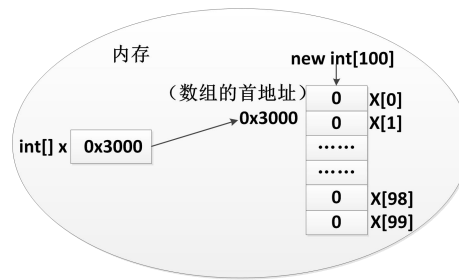 内存
new int[100]
（数组的首地址）
0 X[0]
0x3000
0 X[1]
······
int[] x 0x3000
······
0 X[98]
0 X[99]